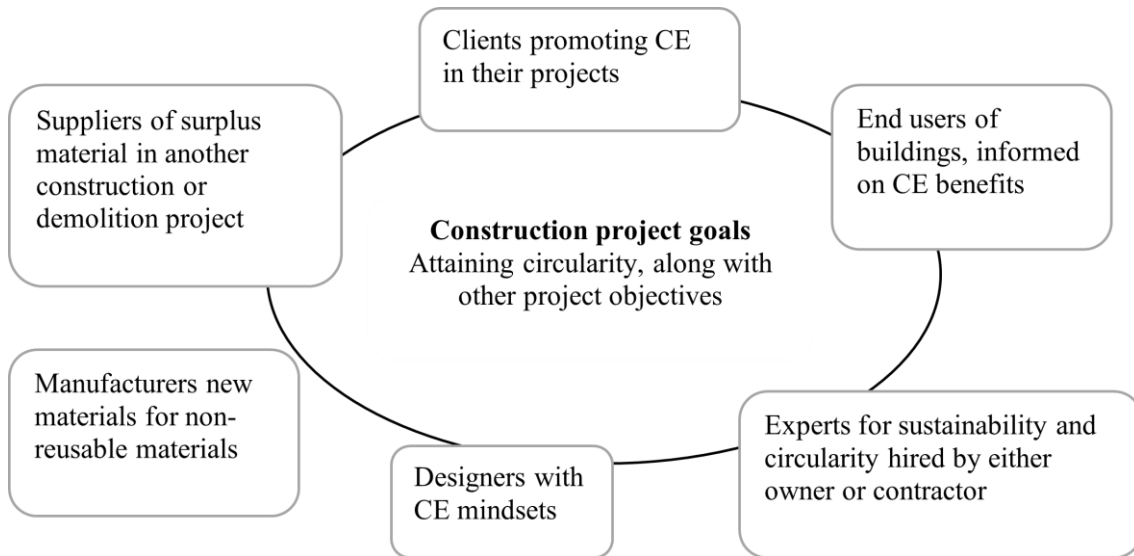 Clients promoting CE
in their projects
Suppliers of surplus
material in another
construction or
demolition project
End users of
buildings, informed
on CE benefits
Construction project goals
Attaining circularity, along with
other project objectives
Manufacturers new
materials for non-
reusable materials
Designers with
CE mindsets
Experts for sustainability and
circularity hired by either
owner or contractor